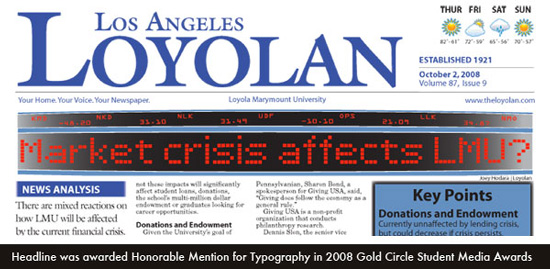 LOS ANGELES
LOYOLAN
THUR FRI SAT SUN
82°- 61° 72°- 59° 65°- 56° 70°- 57°
ESTABLISHED 1921
October 2, 2008
Volume 87, Issue 9
Your Home. Your Voice. Your Newspaper.
Loyola Marymount University
www.theloyolan.com
NKD 31.10 NLK 31.49 UDF -10.10 OPS 21.09 LLK
Market crisis affects LMU?
Joey Hodara | Loyolan
NEWS ANALYSIS
There are mixed reactions on
how LMU will be affected
by the current financial crisis.
not these impacts will significantly
affect student loans, donations,
the school's multi-million dollar
endowment or graduates looking for
career opportunities.
Donations and Endowment
Given the University's goal of
Pennsylvanian, Sharon Bond, a
spokesperson for Giving USA, said,
"Giving does follow the economy as a
general rule."
Giving USA is a non-profit
organization that conducts
philanthropy research.
Dennis Slon, the senior vice
Key Points
Donations and Endowment
Currently unaffected by lending crisis,
but could decrease if crisis persists.
Headline was awarded Honorable Mention for Typography in 2008 Gold Circle Student Media Awards